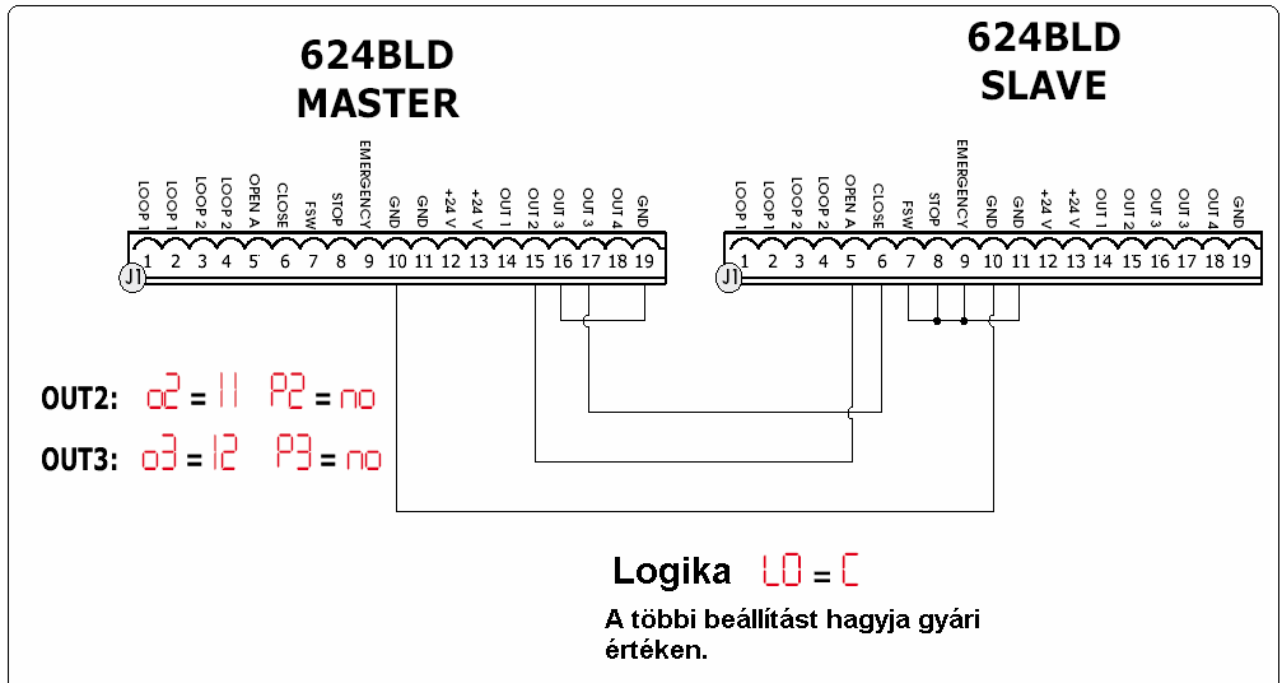 624BLD
MASTER
624BLD
SLAVE
LOOP 1
LOOP 1
LOOP 2
LOOP 2
OPEN A
CLOSE
FSW
STOP
EMERGENCY
GND
GND
+24 V
+24 V
OUT 1
OUT 2
OUT 3
OUT 3
OUT 4
GND
LOOP 1
LOOP 1
LOOP 2
LOOP 2
OPEN A
CLOSE
FSW
STOP
EMERGENCY
GND
GND
+24 V
+24 V
OUT 1
OUT 2
OUT 3
OUT 3
OUT 4
GND
1 2 3 4 5 6 7 8 9 10 11 12 13 14 15 16 17 18 19
J1
1 2 3 4 5 6 7 8 9 10 11 12 13 14 15 16 17 18 19
J1
OUT2: o2 = 11 P2 = no
OUT3: o3 = 12 P3 = no
Logika LO = C
A többi beállítást hagyja gyári
értéken.